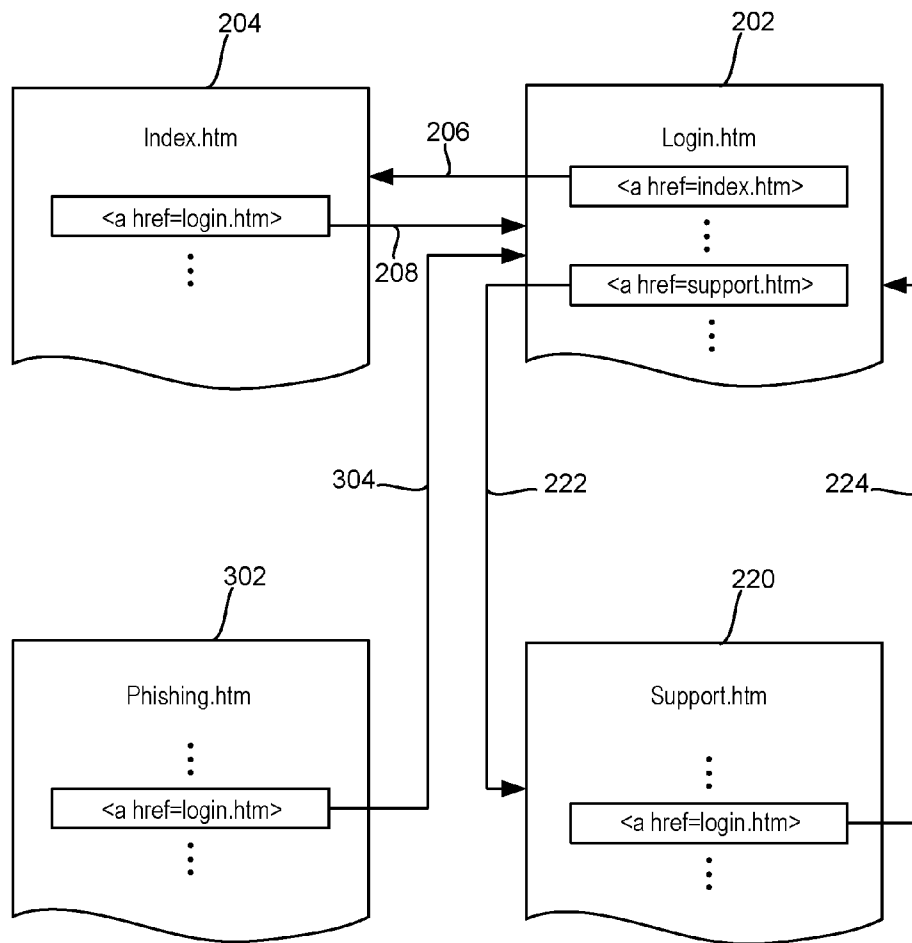 204
202
Index.htm
<a href=login.htm>
206
208
Login.htm
<a href=index.htm>
<a href=support.htm>
304
222
224
302
220
Phishing.htm
<a href=login.htm>
Support.htm
<a href=login.htm>